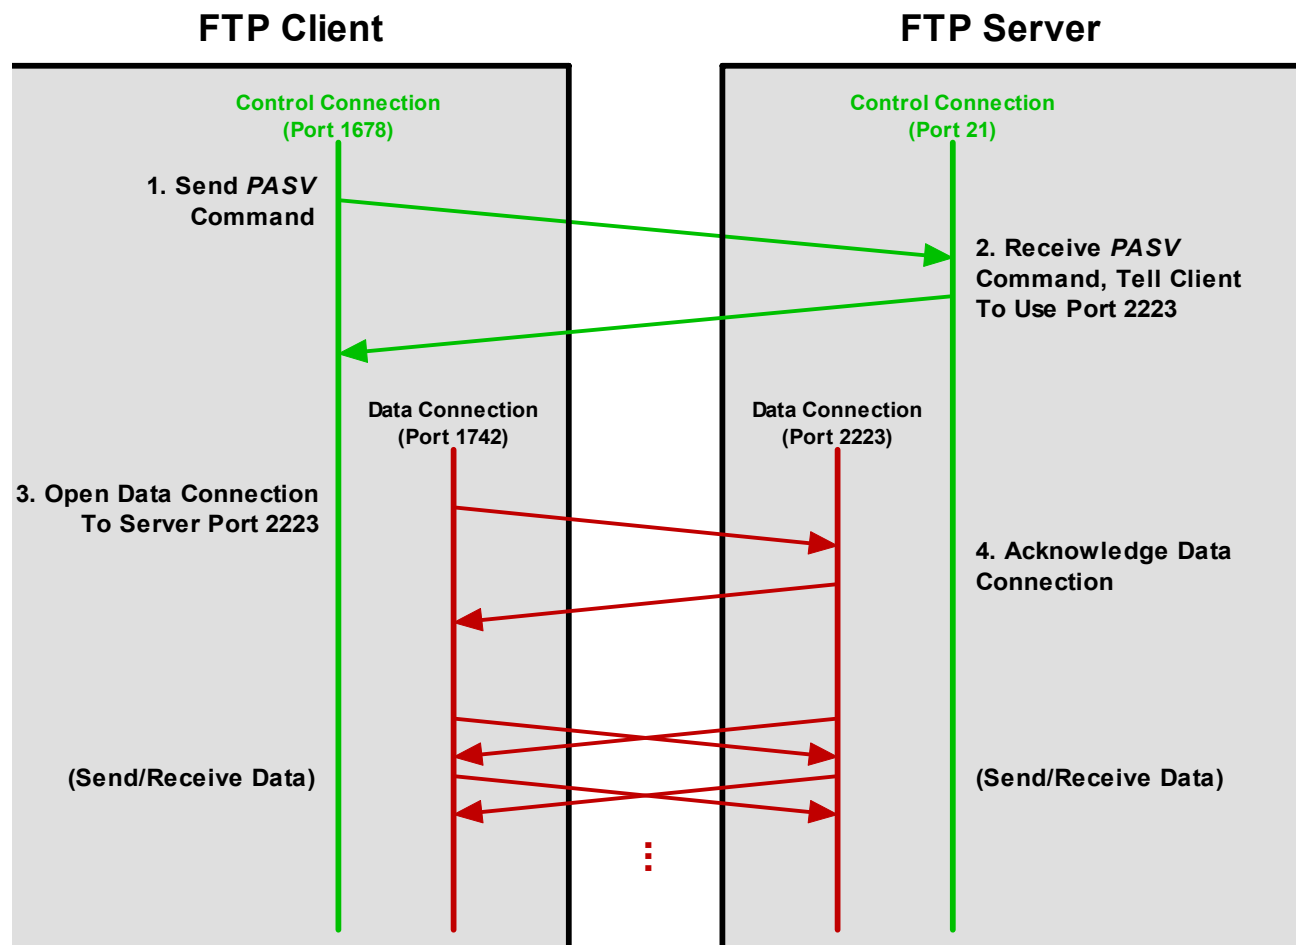 FTP Client
FTP Server
Control Connection
(Port 1678)
Control Connection
(Port 21)
1. Send PASV
Command
2. Receive PASV
Command, Tell Client
To Use Port 2223
Data Connection
(Port 1742)
Data Connection
(Port 2223)
3. Open Data Connection
To Server Port 2223
4. Acknowledge Data
Connection
(Send/Receive Data)
(Send/Receive Data)